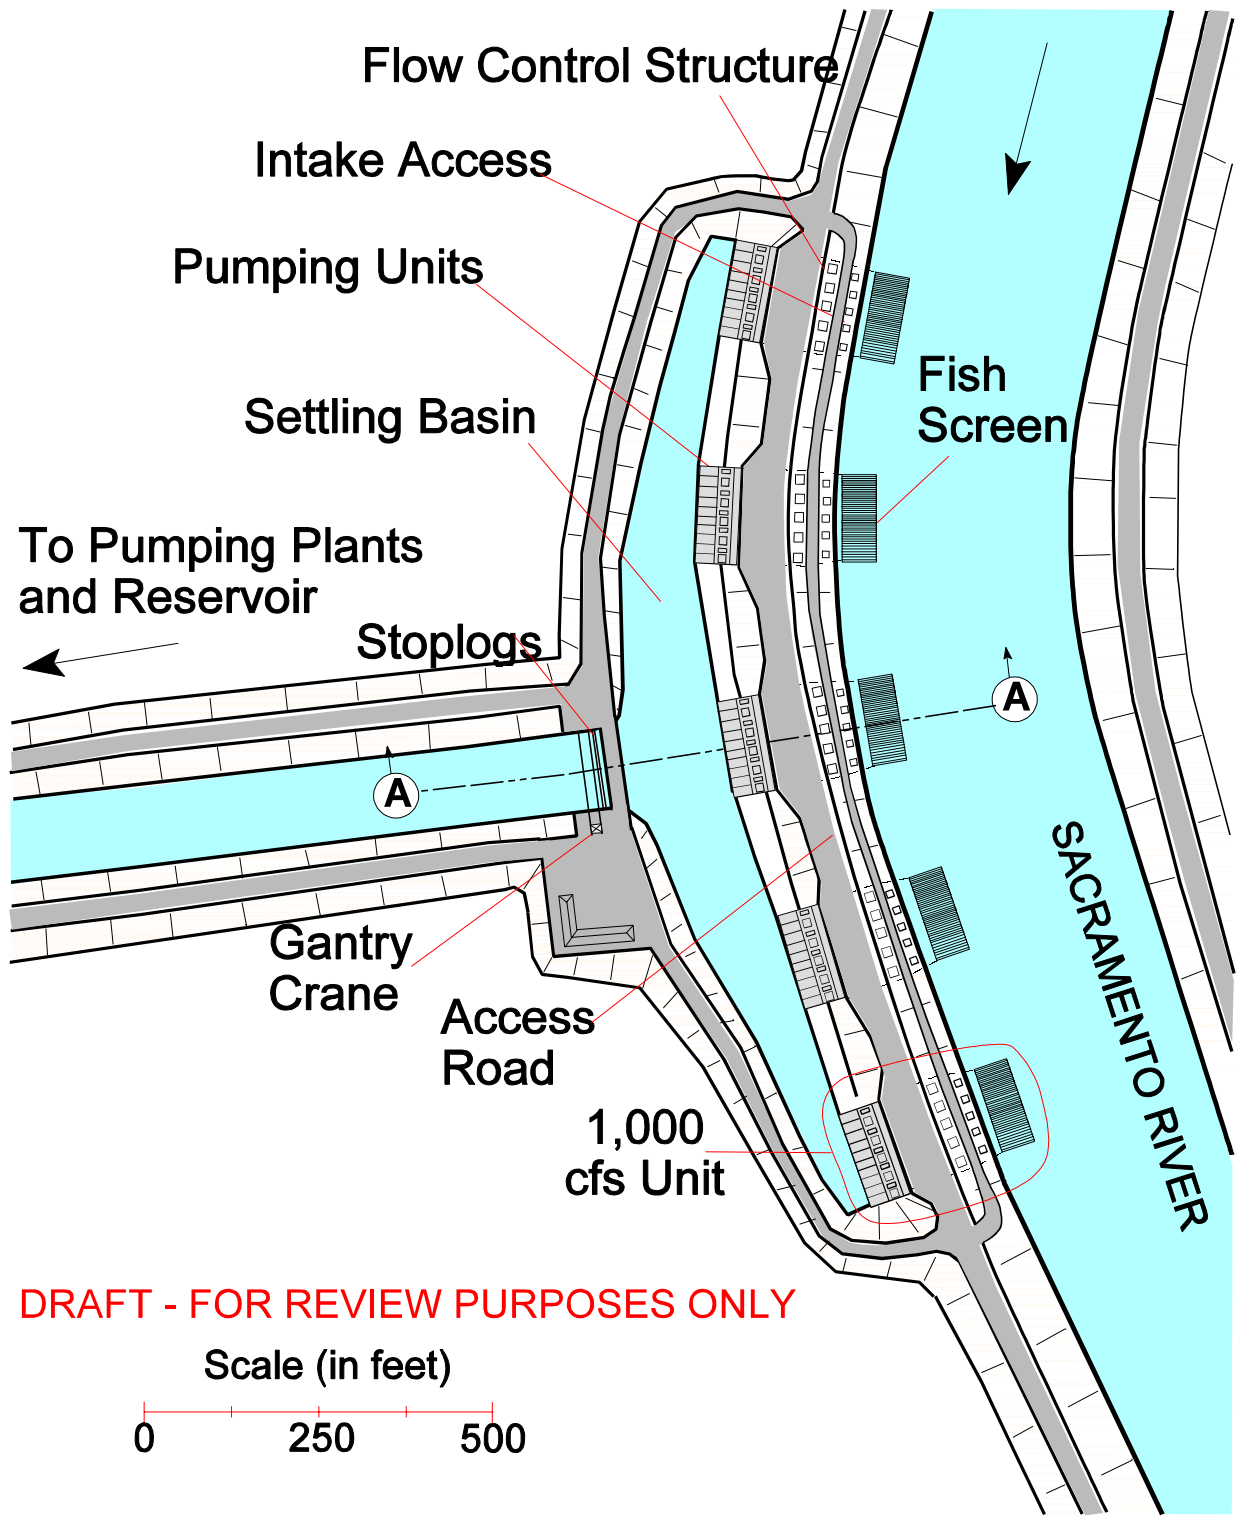 Flow Control Structure
Intake Access
Pumping Units
Fish
Screen
Settling Basin
To Pumping Plants
and Reservoir
Stoplogs
A
A
SACRAMENTO RIVER
Gantry
Crane
Access
Road
1,000
cfs Unit
DRAFT - FOR REVIEW PURPOSES ONLY
Scale (in feet)
0 250 500